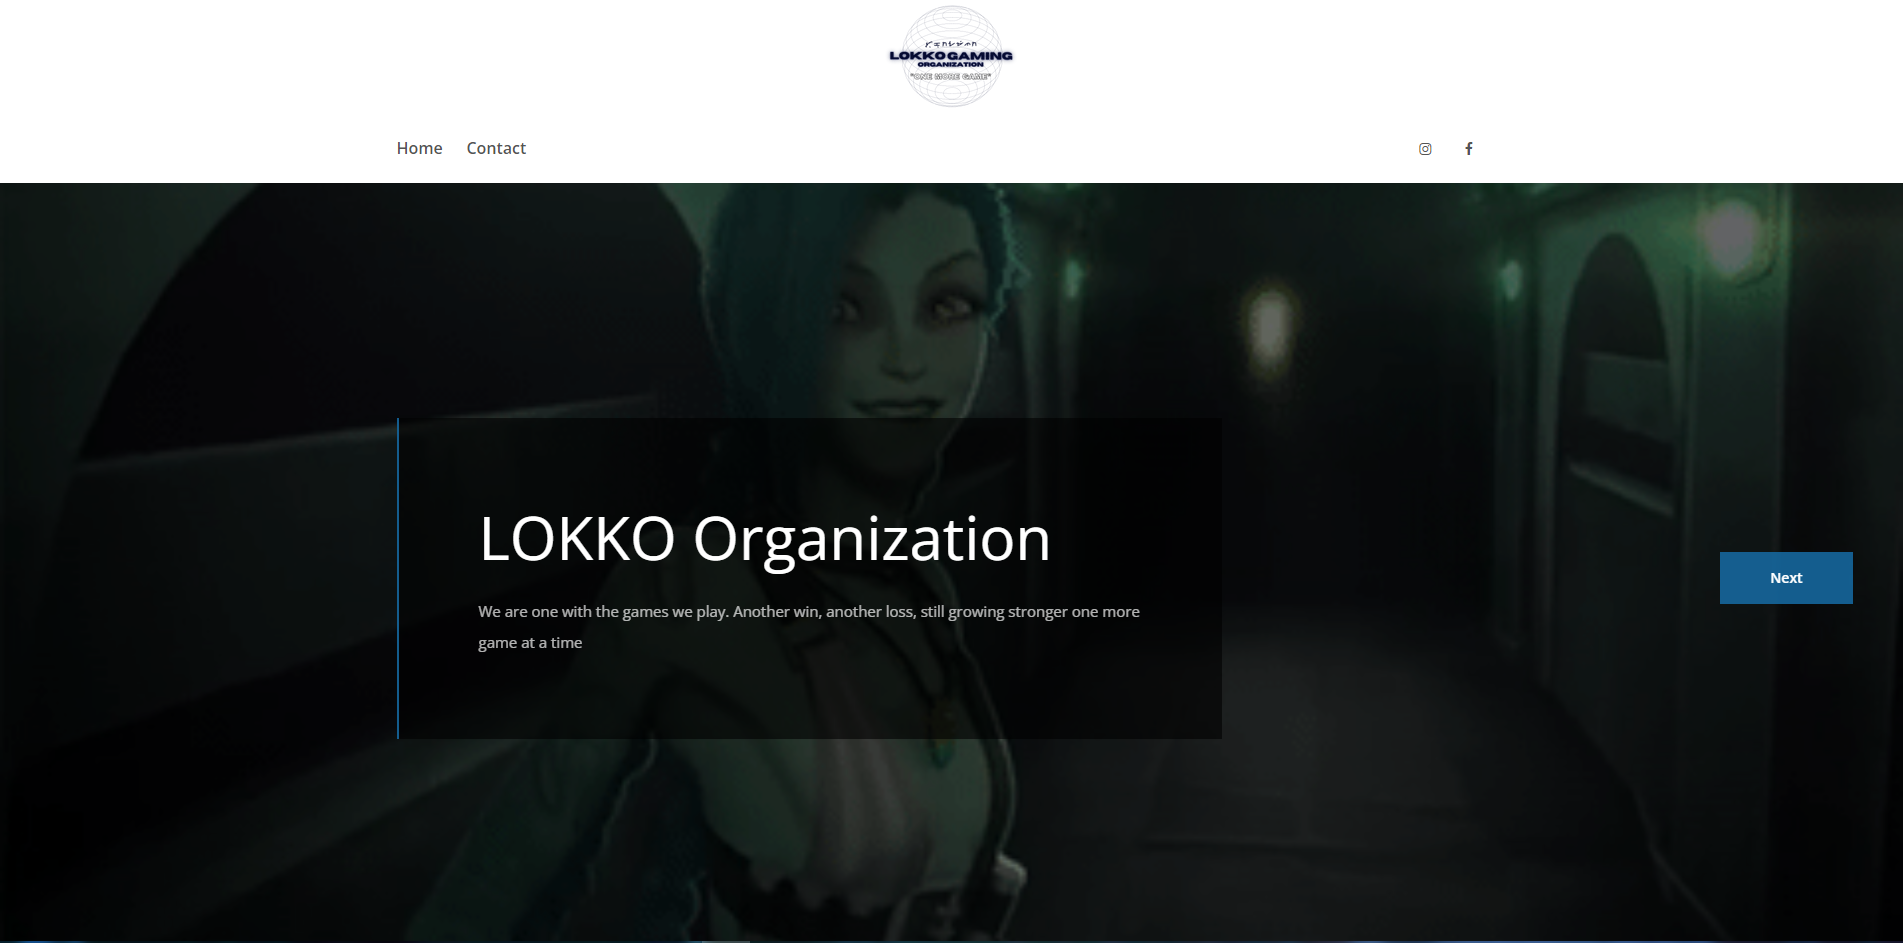 LOKKO GAMING
ORGANIZATION
"ONE MORE GAME"
Home Contact
LOKKO Organization
We are one with the games we play. Another win, another loss, still growing stronger one more
game at a time
Next